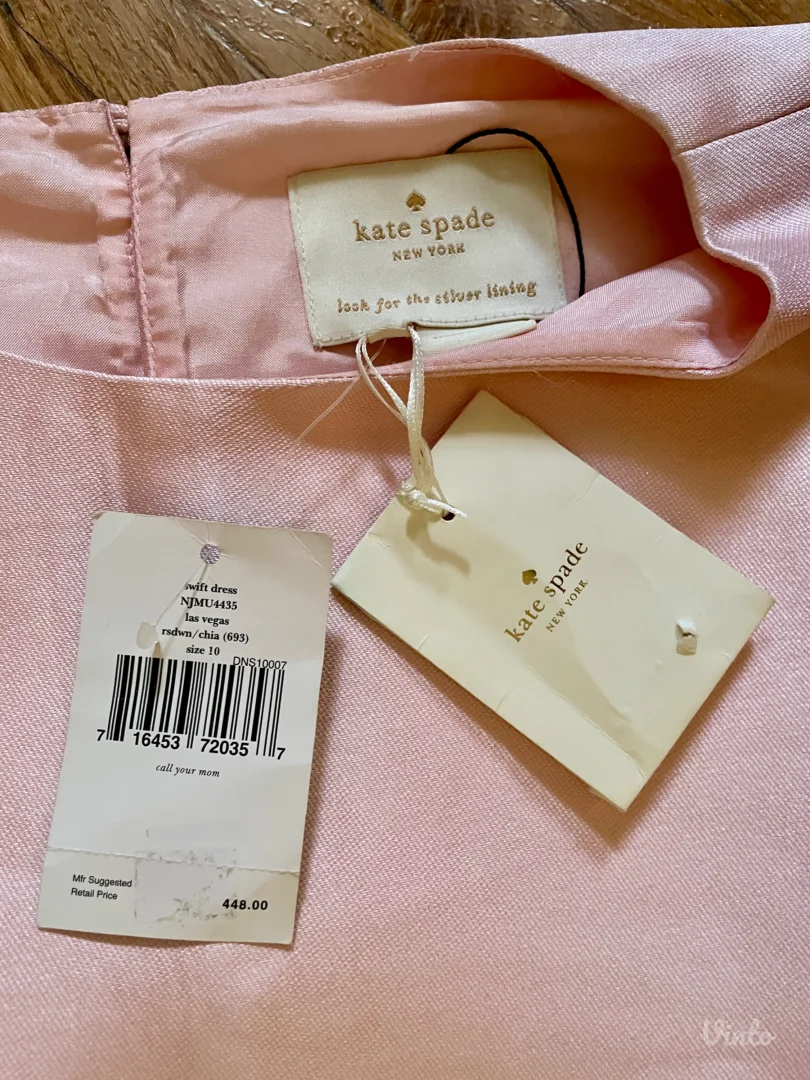 kate spade
NEW YORK
look for the silver lining
kate spade
NEW YORK
swift dress
NJMU4435
las vegas
rsdwn/chia (693)
size 10
DNS10007
7 16453 72035 7
call your mom
Mfr Suggested
Retail Price
448.00
Vinto